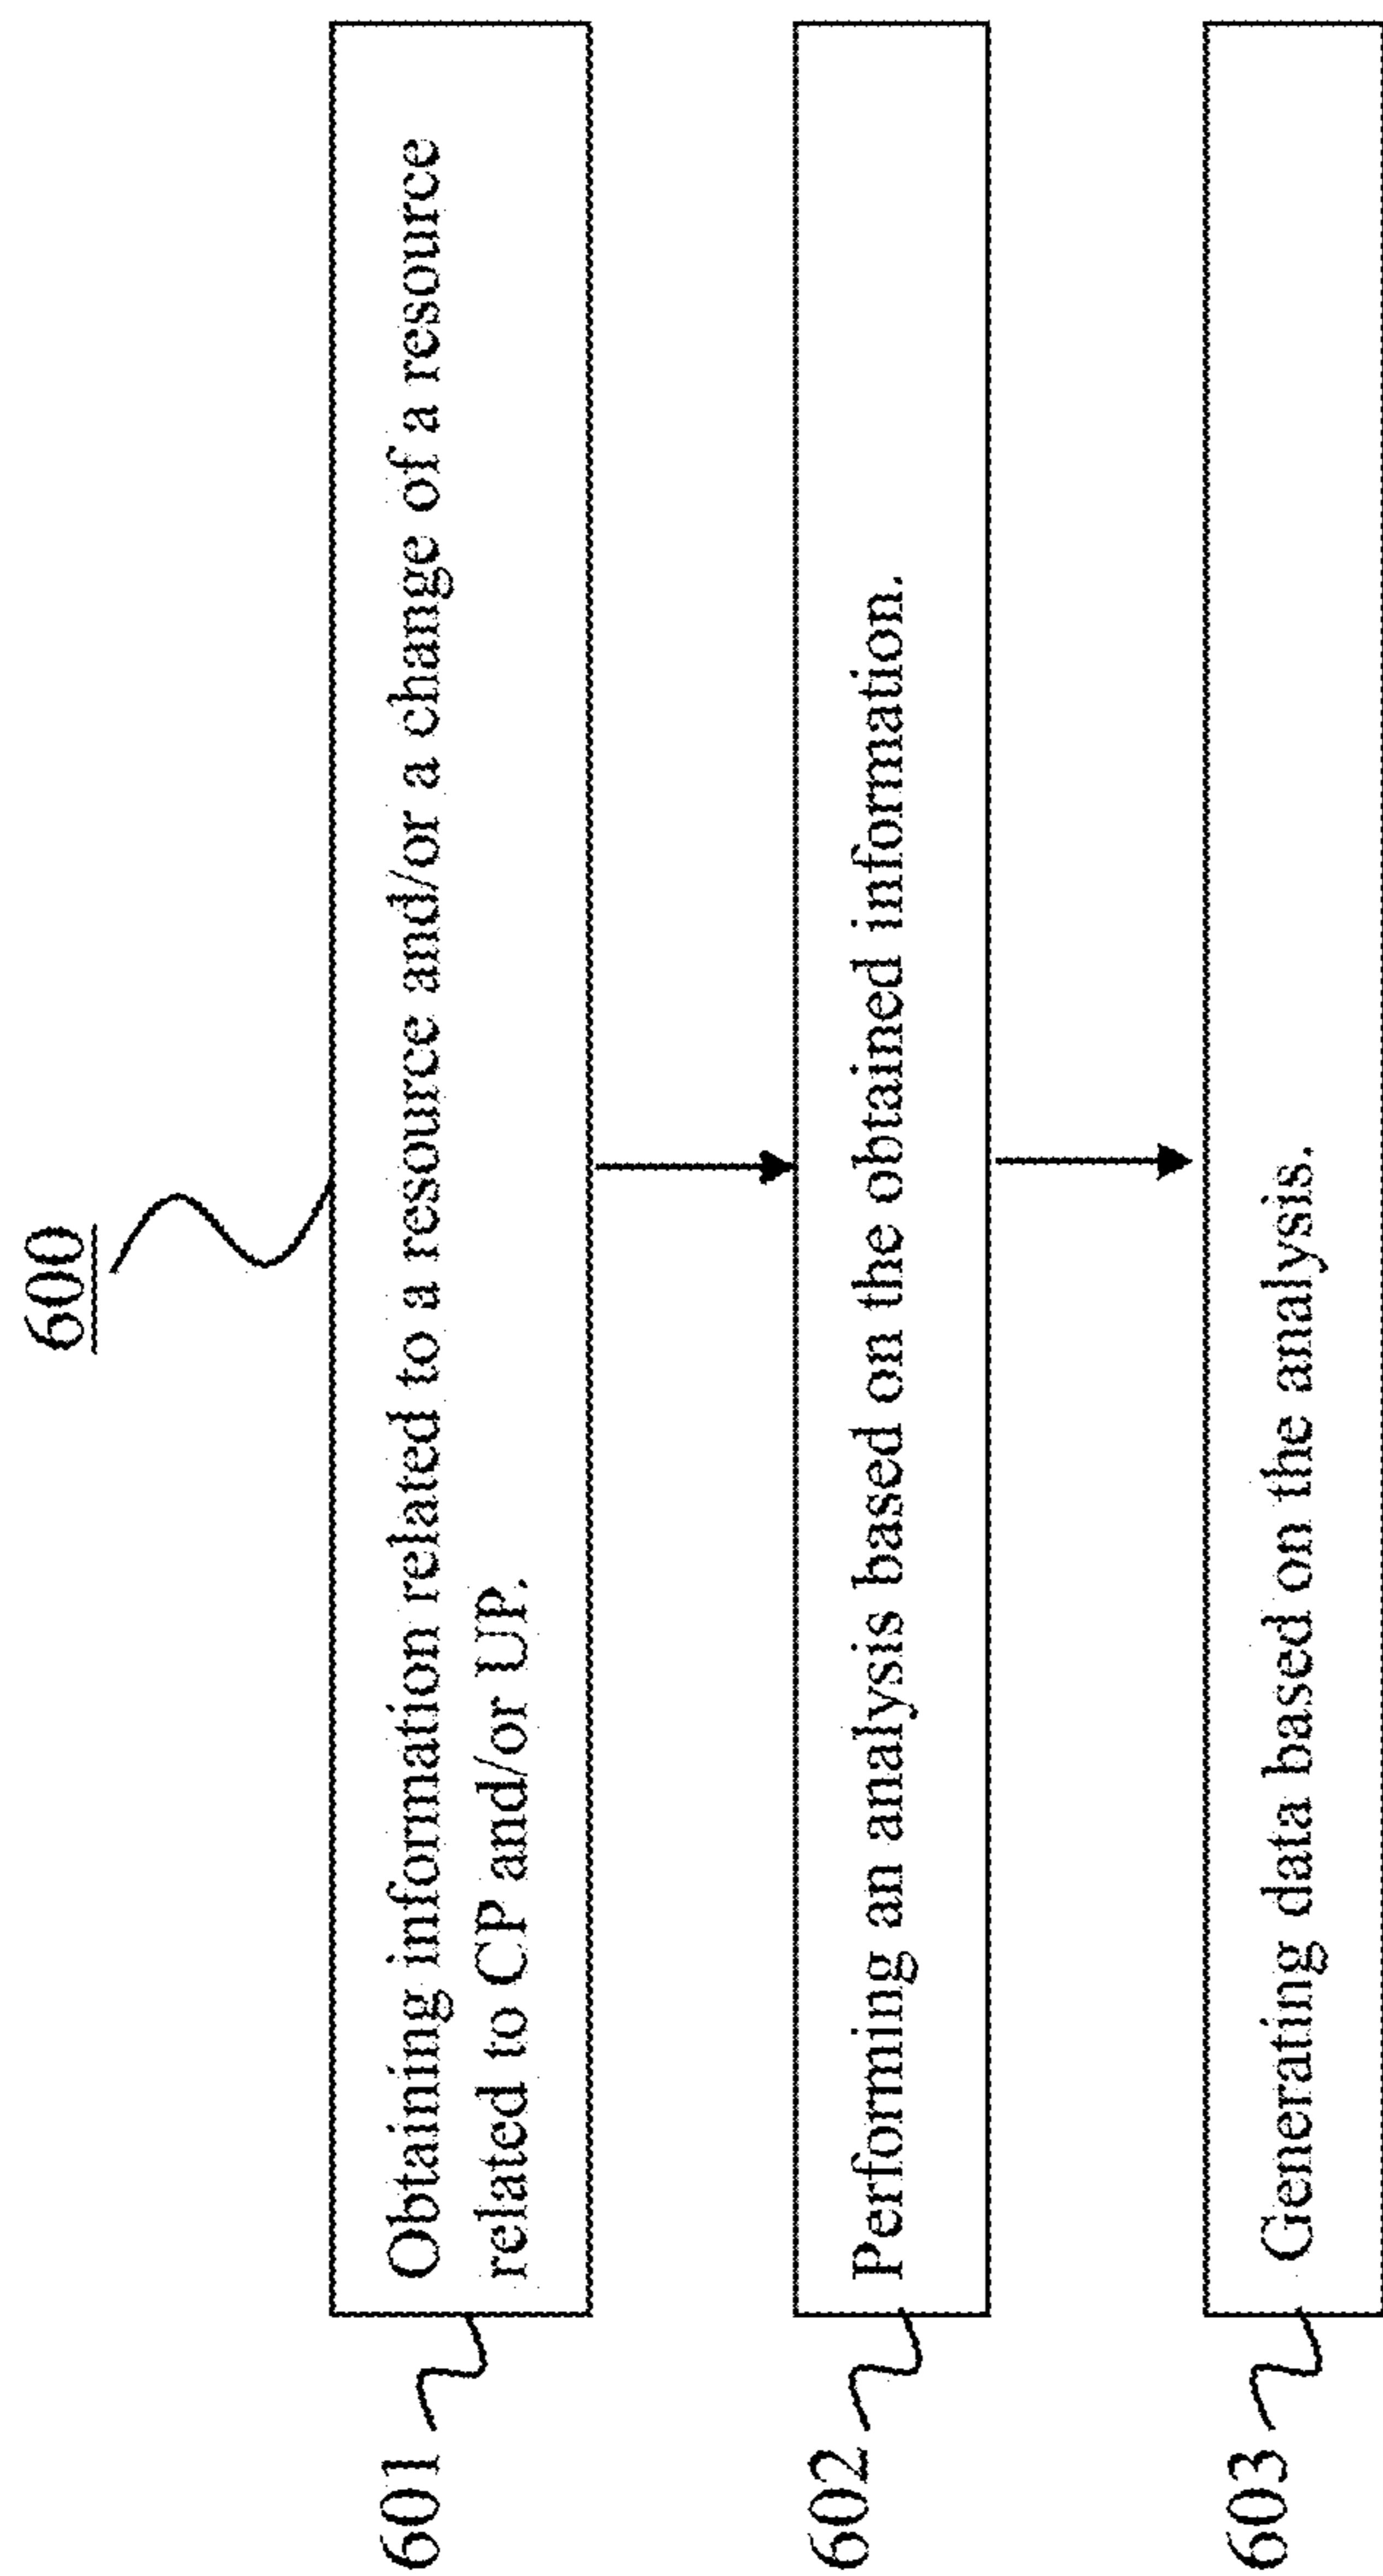 600
601
Obtaining information related to a resource and/or a change of a resource
related to CP and/or UP.
602
Performing an analysis based on the obtained information.
603
Generating data based on the analysis.